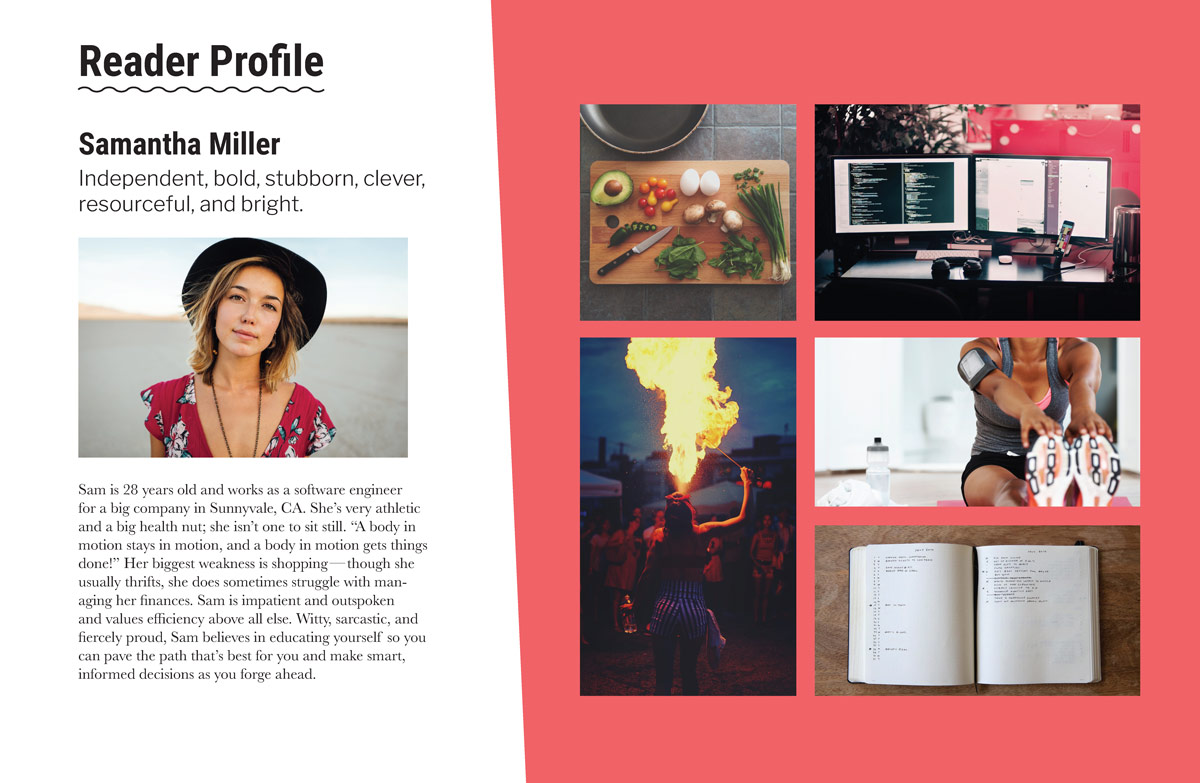 Reader Profile
Samantha Miller
Independent, bold, stubborn, clever,
resourceful, and bright.
Sam is 28 years old and works as a software engineer
for a big company in Sunnyvale, CA. She’s very athletic
and a big health nut; she isn’t one to sit still. “A body in
motion stays in motion, and a body in motion gets things
done!” Her biggest weakness is shopping—though she
usually thrifts, she does sometimes struggle with man-
aging her finances. Sam is impatient and outspoken
and values efficiency above all else. Witty, sarcastic, and
fiercely proud, Sam believes in educating yourself so you
can pave the path that’s best for you and make smart,
informed decisions as you forge ahead.